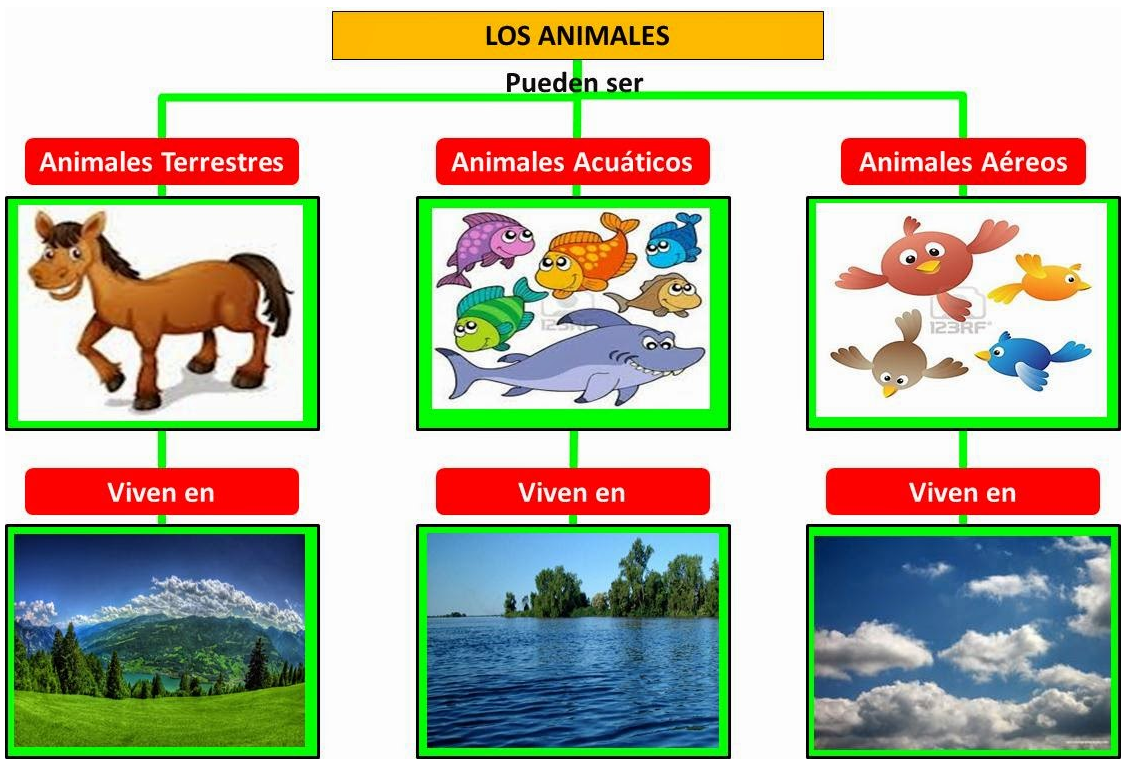 LOS ANIMALES
Pueden ser
Animales Terrestres
Animales Acuáticos
Animales Aéreos
123RF
123RF
Viven en
Viven en
Viven en